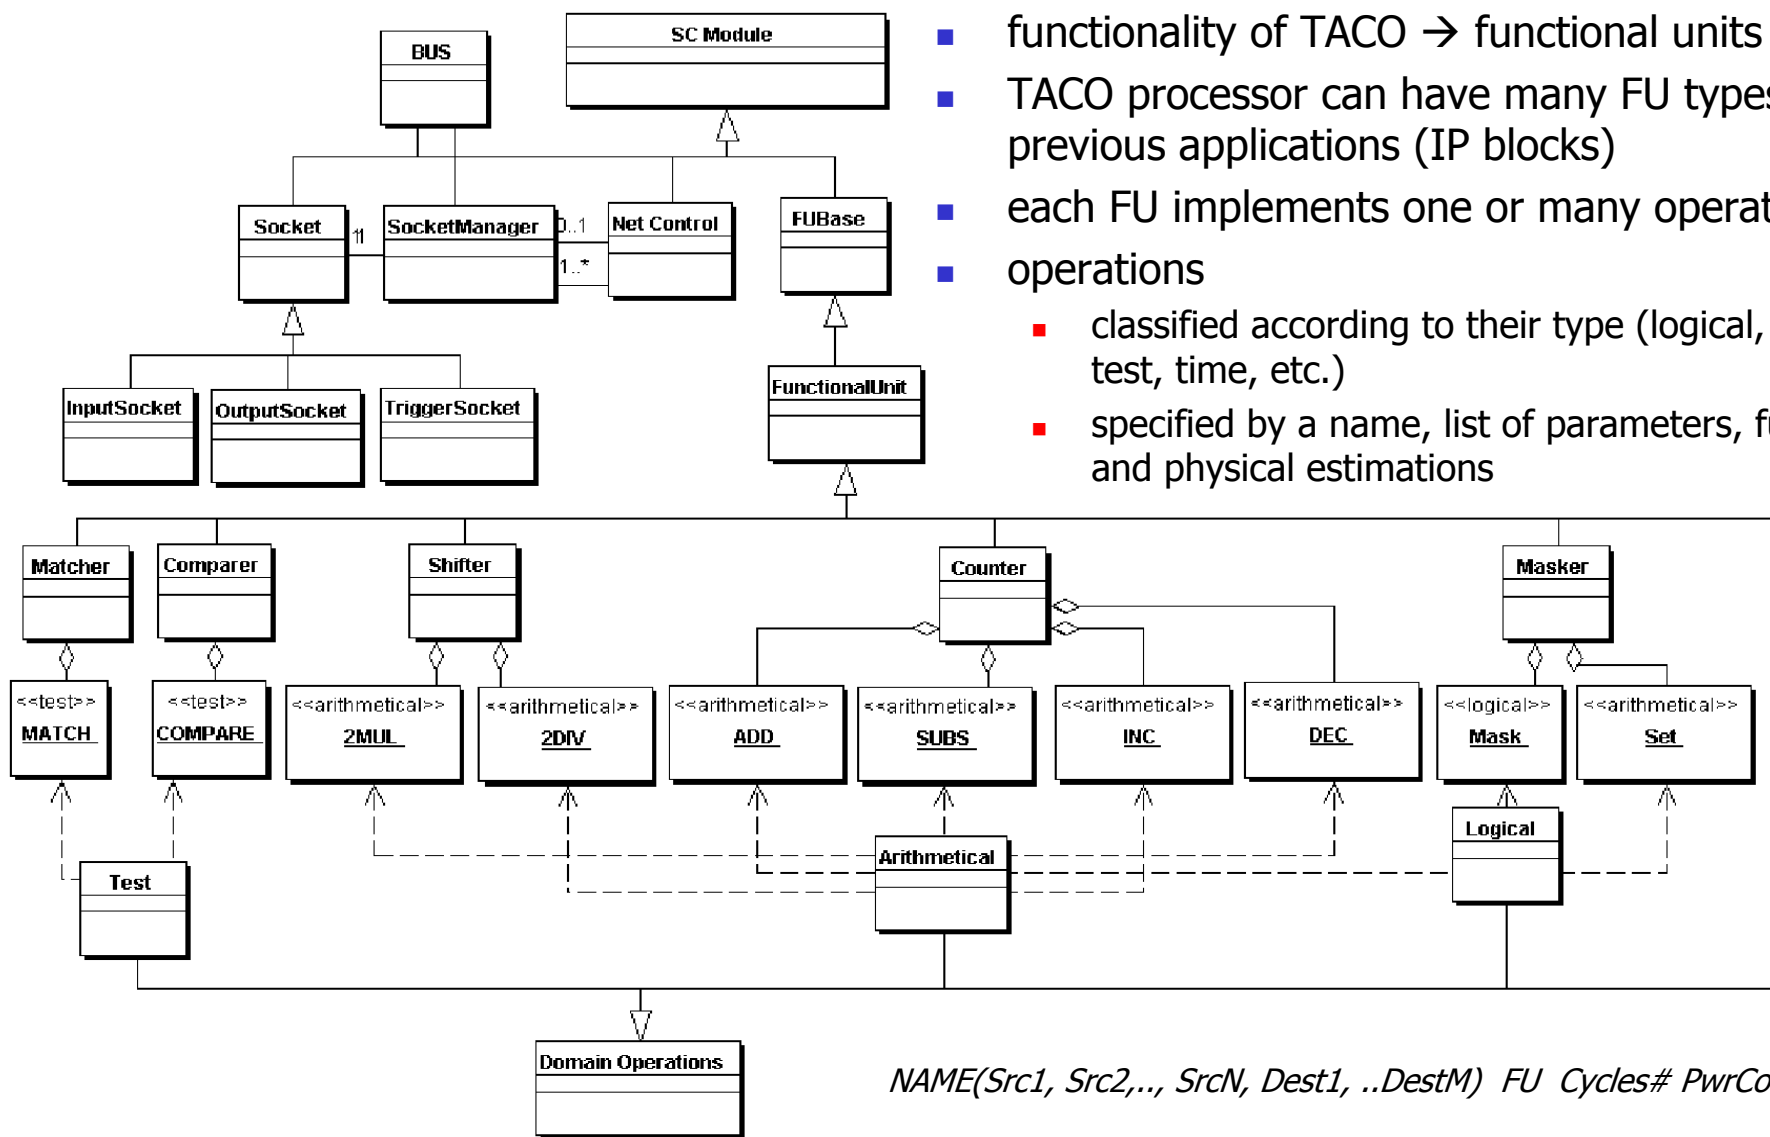 BUS
SC Module
functionality of TACO → functional units
TACO processor can have many FU types
previous applications (IP blocks)
each FU implements one or many operat
operations
classified according to their type (logical,
test, time, etc.)
specified by a name, list of parameters, fu
and physical estimations
Socket
11
SocketManager
0..1
1..*
Net Control
FUBase
InputSocket
OutputSocket
TriggerSocket
FunctionalUnit
Matcher
Comparer
Shifter
Counter
Masker
<<test>>
MATCH
<<test>>
COMPARE
<<arithmetical>>
2MUL
<<arithmetical>>
2DIV
<<arithmetical>>
ADD
<<arithmetical>>
SUBS
<<arithmetical>>
INC
<<arithmetical>>
DEC
<<logical>>
Mask
<<arithmetical>>
Set
Test
Arithmetical
Logical
Domain Operations
NAME(Src1, Src2,.., SrcN, Dest1, ..DestM) FU Cycles# PwrCo